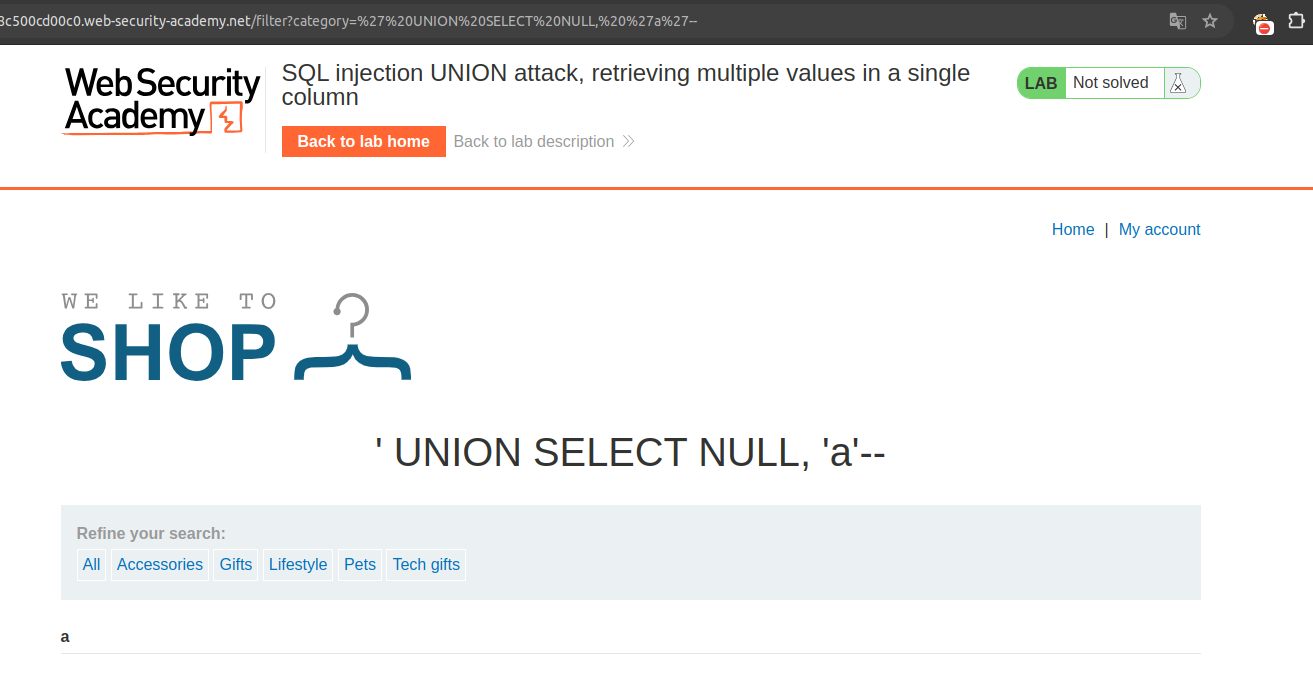 3c500cd00c0.web-security-academy.net/filter?category=%27%20UNION%20SELECT%20NULL,%20%27a%27--
Web Security
Academy
SQL injection UNION attack, retrieving multiple values in a single
column
LAB Not solved
Back to lab home Back to lab description
Home | My account
WE LIKE TO
SHOP
' UNION SELECT NULL, 'a'--
Refine your search:
All Accessories Gifts Lifestyle Pets Tech gifts
a